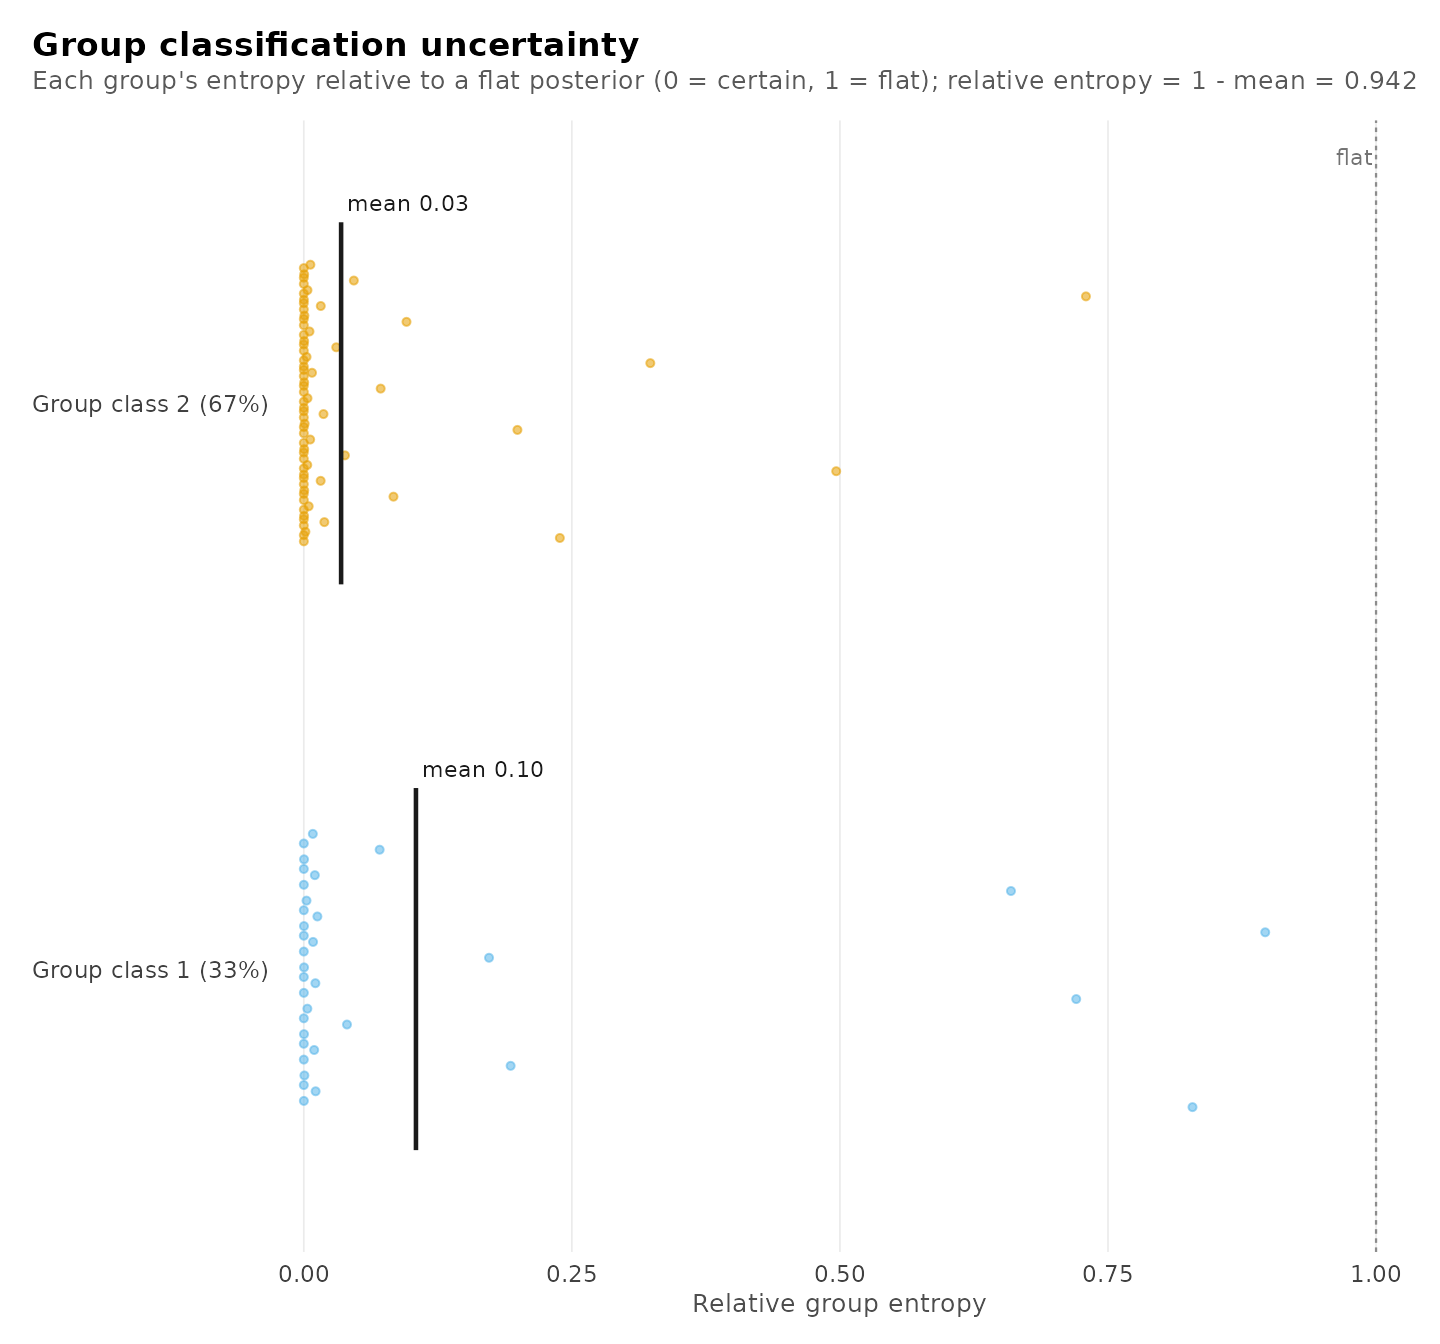 Group classification uncertainty
Each group's entropy relative to a flat posterior (0 = certain, 1 = flat); relative entropy = 1 - mean = 0.942
flat
mean 0.03
Group class 2 (67%)
mean 0.10
Group class 1 (33%)
0.00 0.25 0.50 0.75 1.00
Relative group entropy